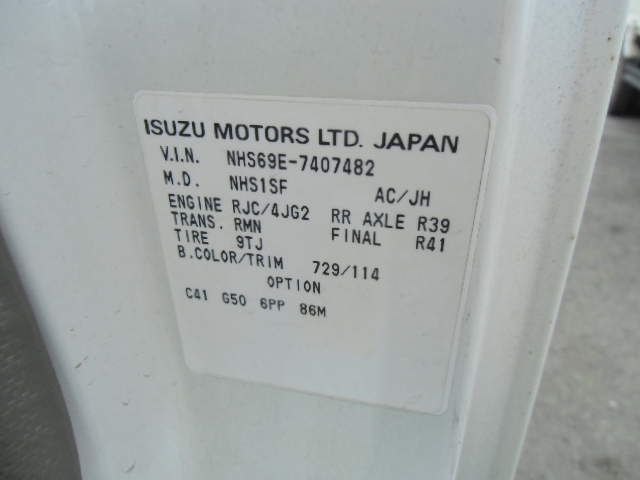 ISUZU MOTORS LTD. JAPAN
V.I.N. NHS69E-7407482
M.D. NHS1SF AC/JH
ENGINE RJC/4JG2 RR AXLE R39
TRANS. RMN FINAL R41
TIRE 9TJ
B.COLOR/TRIM 729/114
OPTION
C41 G50 6PP 86M